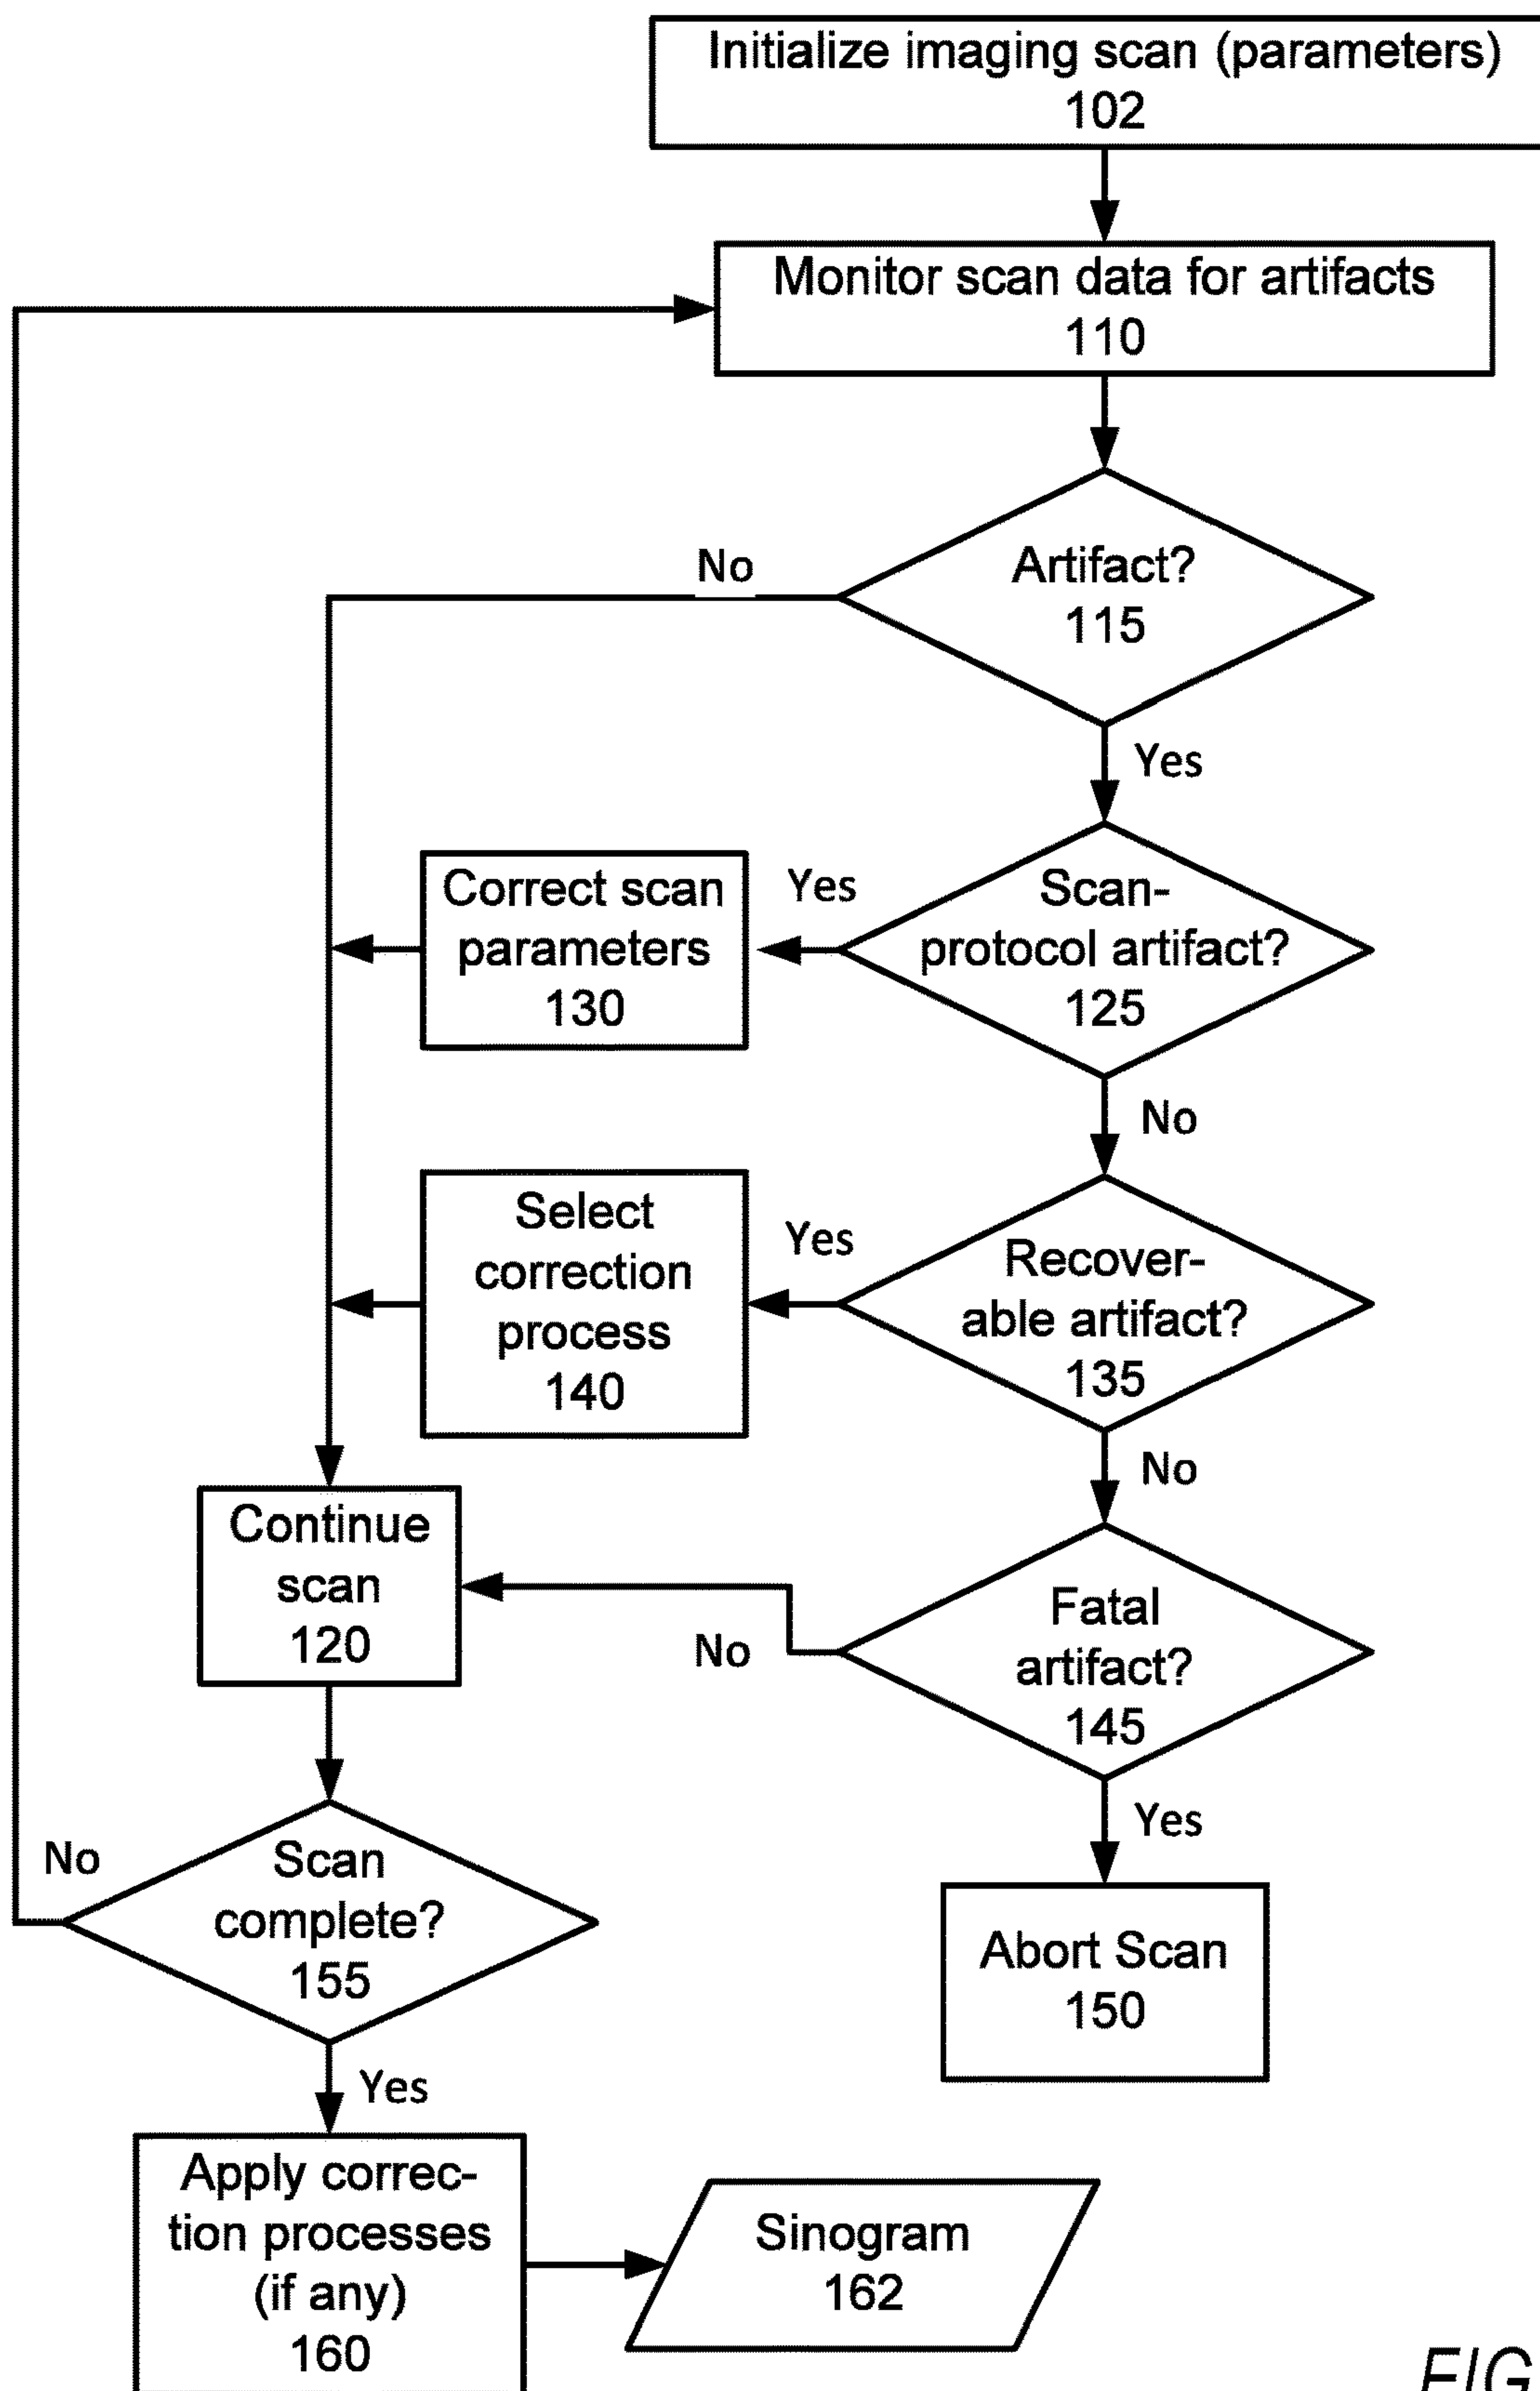 Initialize imaging scan (parameters)
102
Monitor scan data for artifacts
110
No
Artifact?
115
Yes
Correct scan
parameters
130
Yes
Scan-
protocol artifact?
125
No
Select
correction
process
140
Yes
Recover-
able artifact?
135
No
Continue
scan
120
No
Fatal
artifact?
145
Yes
No
Scan
complete?
155
Abort Scan
150
Yes
Apply correc-
tion processes
(if any)
160
Sinogram
162
FIG